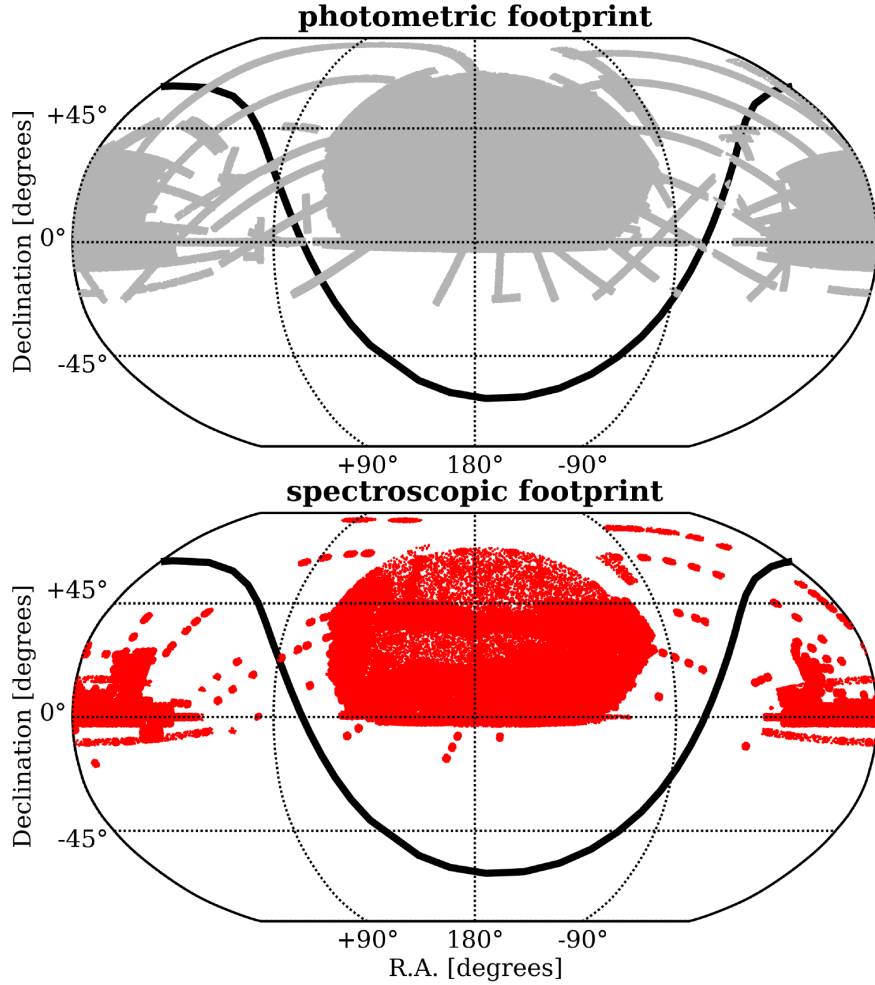 photometric footprint
+45°
0°
-45°
Declination [degrees]
+90° 180° -90°
spectroscopic footprint
+45°
0°
-45°
Declination [degrees]
+90° 180° -90°
R.A. [degrees]